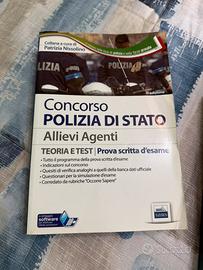 Collana a cura di
Patrizia Nissolino
POLIZIA
POLIZIA
Concorso
POLIZIA DI STATO
Allievi Agenti
TEORIA E TEST | Prova scritta d'esame
• Tutto il programma della prova scritta d'esame
• Indicazioni sul concorso
• Quesiti di verifica analoghi a quelli della banca dati ufficiale
• Questionari per la simulazione d'esame
• Corredato da rubriche "Occorre Sapere"
software